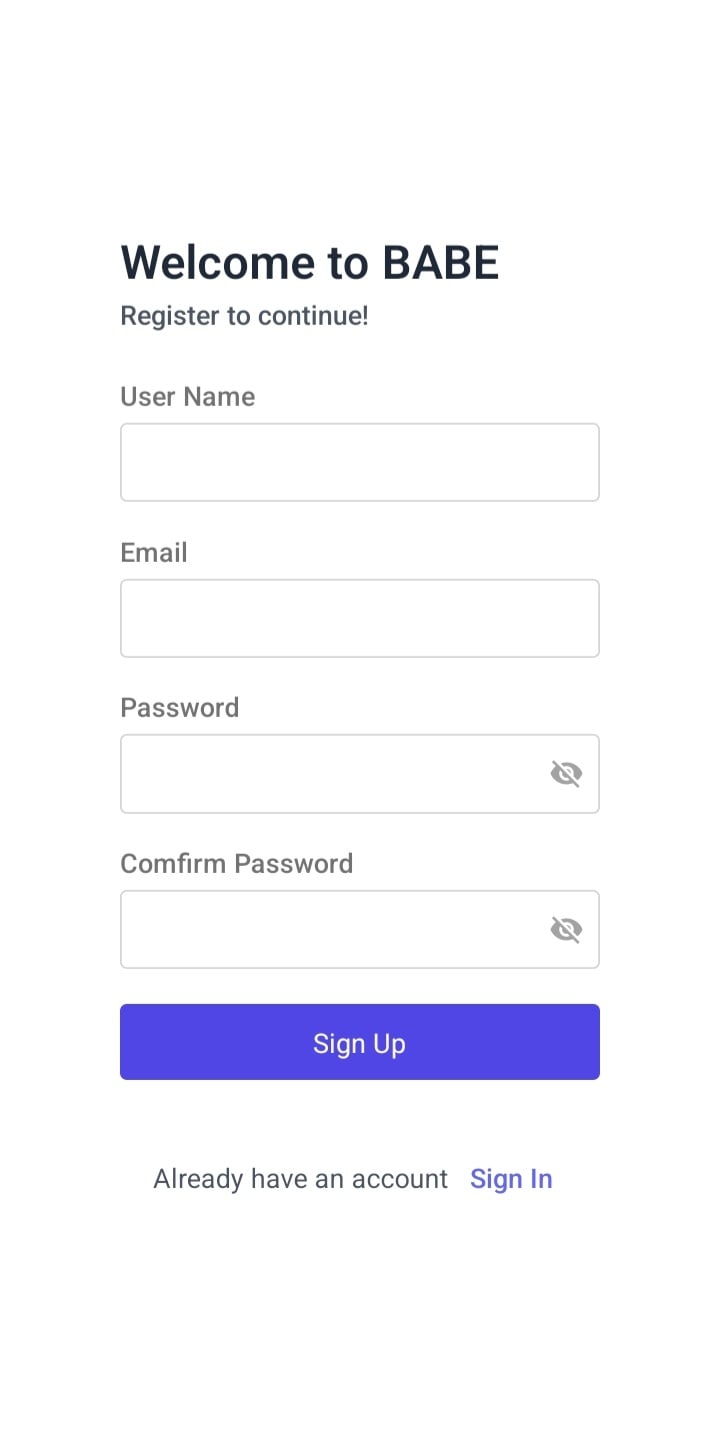 Welcome to BABE
Register to continue!
User Name
Email
Password
Comfirm Password
Sign Up
Already have an account Sign In